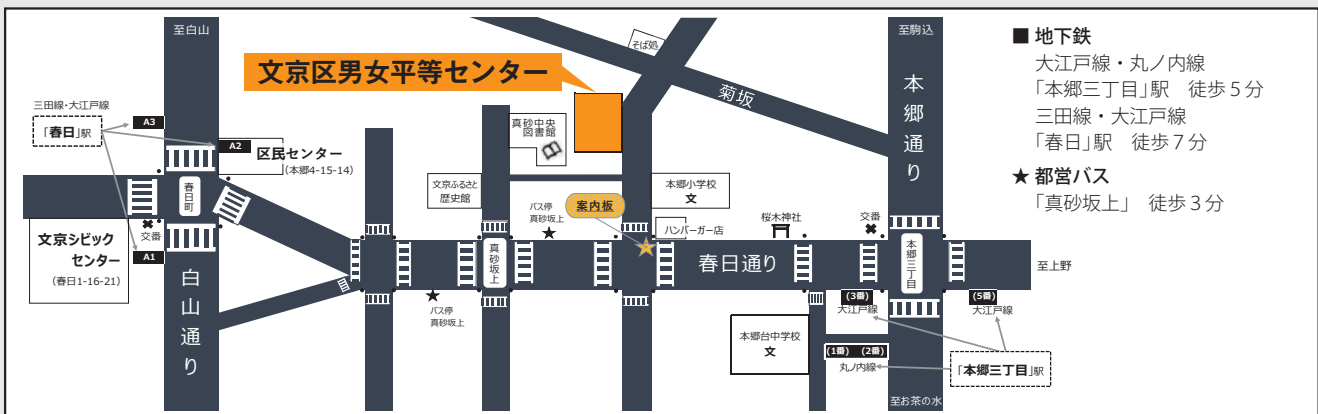 至白山
文京区男女平等センター
三田線・大江戸線
「春日」駅
A3
A2
区民センター
(本郷4-15-14)
春日町
交番
文京シビック
センター
(春日1-16-21)
A1
白山通り
真砂中央
図書館
文京ふるさと
歴史館
バス停
真砂坂上
案内板
真砂坂上
バス停
真砂坂上
そば処
菊坂
本郷小学校
文
ハンバーガー店
桜木神社
交番
至駒込
本郷通り
春日通り
本郷三丁目
至上野
(3番)
大江戸線
(5番)
大江戸線
本郷台中学校
文
(1番) (2番)
丸ノ内線
「本郷三丁目」駅
至お茶の水
■ 地下鉄
大江戸線・丸ノ内線
「本郷三丁目」駅 徒歩5分
三田線・大江戸線
「春日」駅 徒歩7分
★ 都営バス
「真砂坂上」 徒歩3分